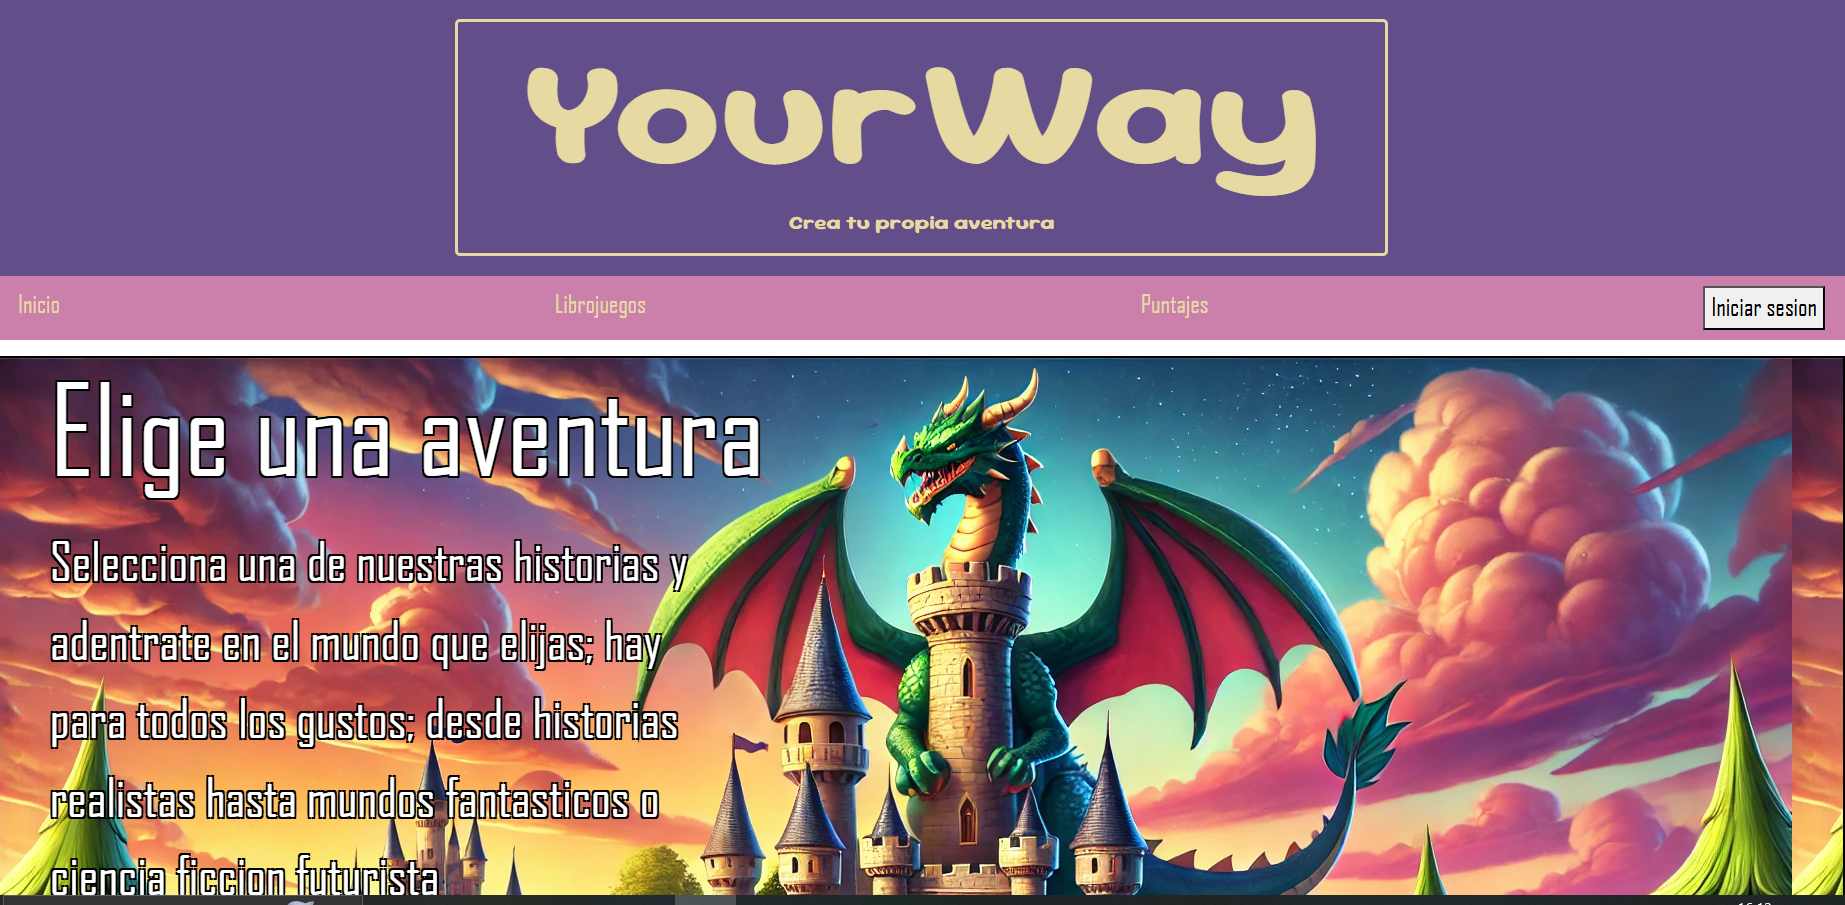 YourWay
Crea tu propia aventura
Inicio
Librojuegos
Puntajes
Iniciar sesion
Elige una aventura
Selecciona una de nuestras historias y
adentrate en el mundo que elijas; hay
para todos los gustos; desde historias
realistas hasta mundos fantasticos o
ciencia ficcion futurista